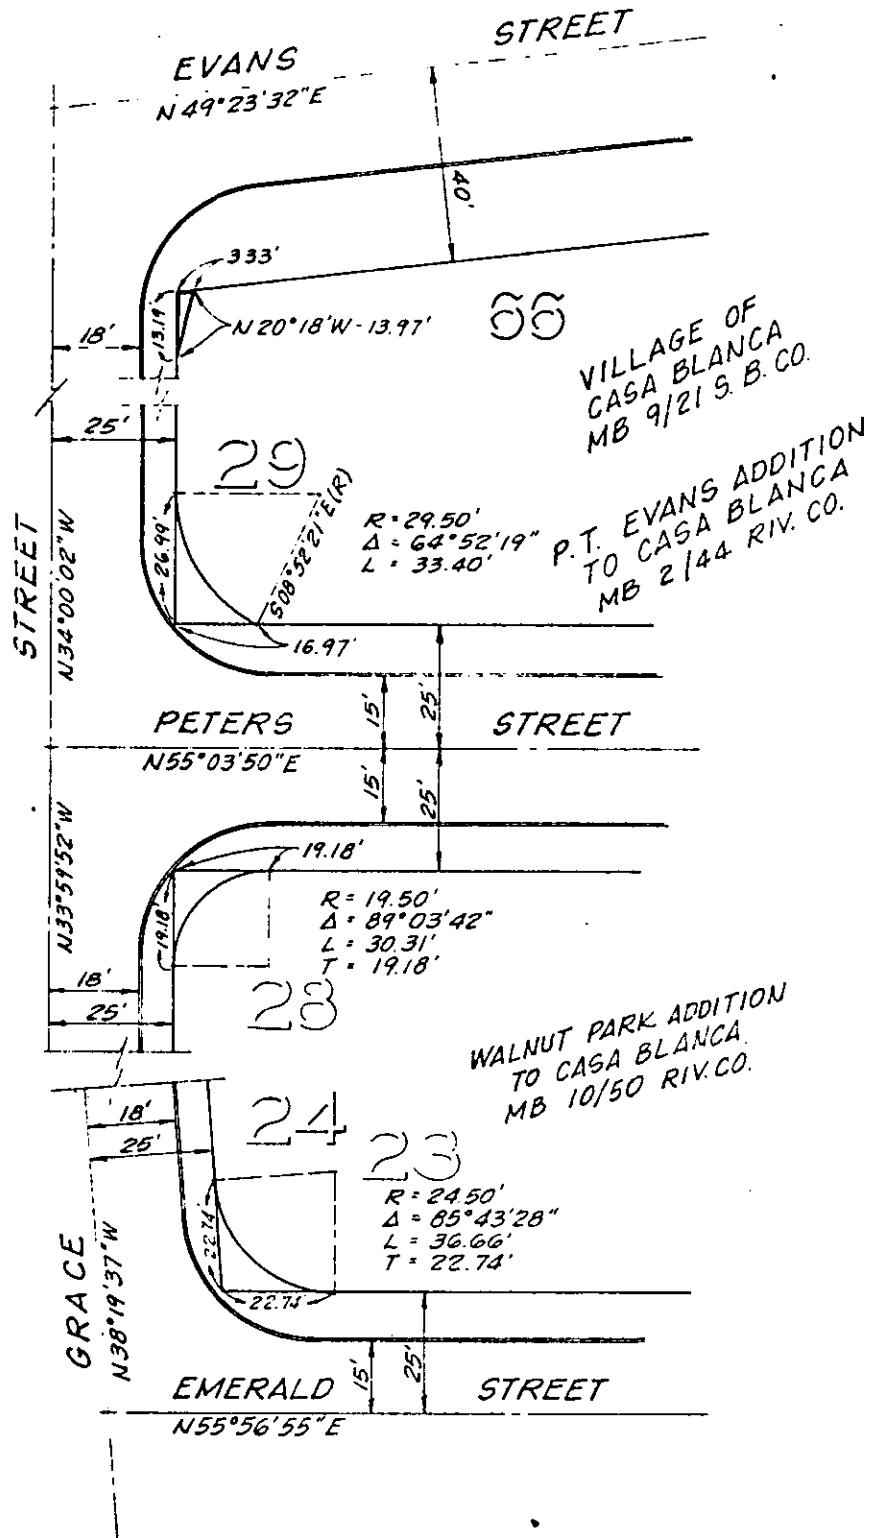 EVANS STREET
N 49°23'32"E
40'
333'
13.19'
N 20°18'W - 13.97'
66
18'
VILLAGE OF
CASA BLANCA
MB 9/21 S. B. CO.
25'
29
P.T. EVANS ADDITION
TO CASA BLANCA
MB 2/44 RIV. CO.
STREET
N34°00'02"W
26.99'
S08°52'21"E(R)
R = 29.50'
Δ = 64°52'19"
L = 33.40'
16.97'
15'
25'
PETERS STREET
N55°03'50"E
15'
25'
N33°59'52"W
19.18'
19.18'
R = 19.50'
Δ = 89°03'42"
L = 30.31'
T = 19.18'
18'
25'
28
WALNUT PARK ADDITION
TO CASA BLANCA
MB 10/50 RIV. CO.
18'
25'
24
23
R = 24.50'
Δ = 85°43'28"
L = 36.66'
T = 22.74'
22.74
22.74'
GRACE
N38°19'37"W
15'
25'
EMERALD STREET
N55°56'55"E